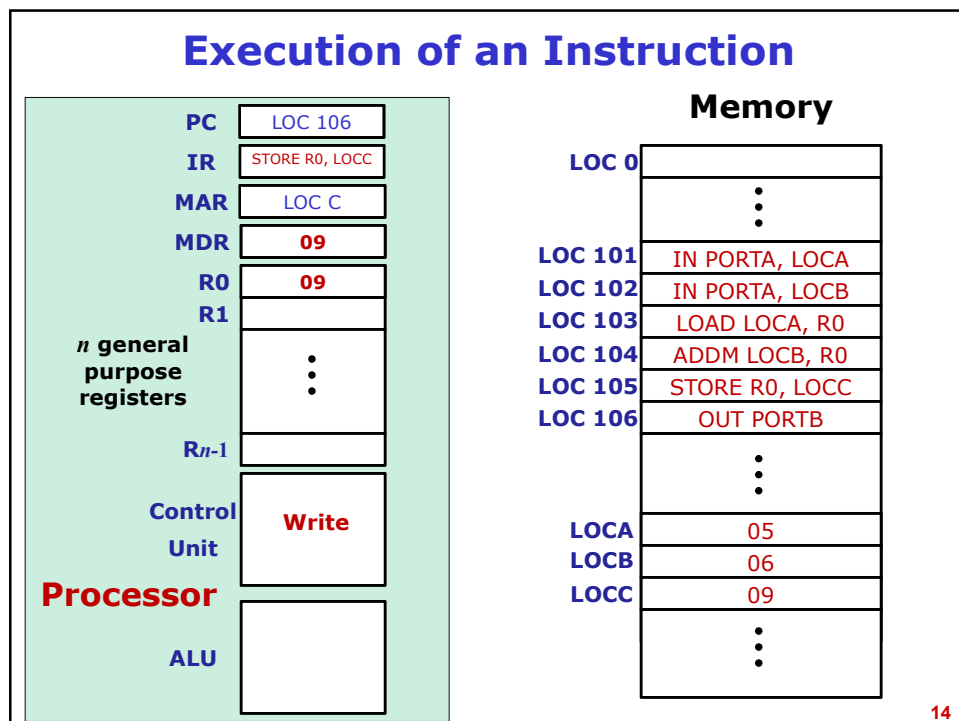 Execution of an Instruction
PC
LOC 106
IR
STORE R0, LOCC
MAR
LOC C
MDR
09
R0
09
R1
n general
purpose
registers
Rn-1
Control
Unit
Write
Processor
ALU
Memory
LOC 0
LOC 101
IN PORTA, LOCA
LOC 102
IN PORTA, LOCB
LOC 103
LOAD LOCA, R0
LOC 104
ADDM LOCB, R0
LOC 105
STORE R0, LOCC
LOC 106
OUT PORTB
LOCA
05
LOCB
06
LOCC
09
14